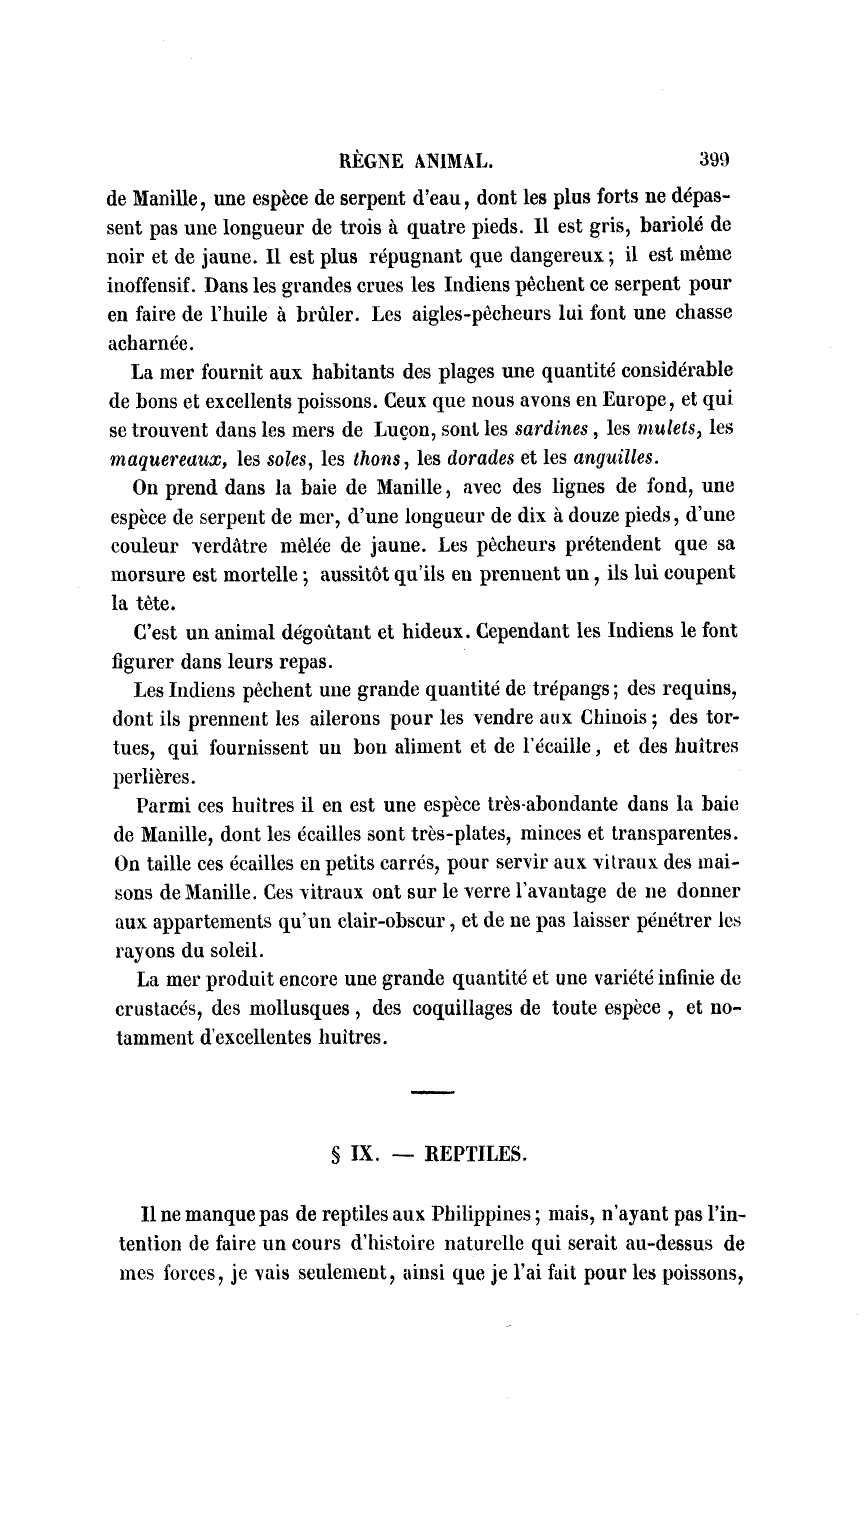 RÈGNE ANIMAL. 399
de Manille, une espèce de serpent d'eau, dont les plus forts ne dépas-
sent pas une longueur de trois à quatre pieds. Il est gris, bariolé de
noir et de jaune. Il est plus répugnant que dangereux; il est même
inoffensif. Dans les grandes crues les Indiens pêchent ce serpent pour
en faire de l'huile à brûler. Les aigles-pêcheurs lui font une chasse
acharnée.
La mer fournit aux habitants des plages une quantité considérable
de bons et excellents poissons. Ceux que nous avons en Europe, et qui
se trouvent dans les mers de Luçon, sont les sardines, les mulets, les
maquereaux, les soles, les thons, les dorades et les anguilles.
On prend dans la baie de Manille, avec des lignes de fond, une
espèce de serpent de mer, d'une longueur de dix à douze pieds, d'une
couleur verdâtre mêlée de jaune. Les pêcheurs prétendent que sa
morsure est mortelle; aussitôt qu'ils en prennent un, ils lui coupent
la tête.
C'est un animal dégoûtant et hideux. Cependant les Indiens le font
figurer dans leurs repas.
Les Indiens pêchent une grande quantité de trépangs; des requins,
dont ils prennent les ailerons pour les vendre aux Chinois; des tor-
tues, qui fournissent un bon aliment et de l'écaille, et des huîtres
perlières.
Parmi ces huîtres il en est une espèce très-abondante dans la baie
de Manille, dont les écailles sont très-plates, minces et transparentes.
On taille ces écailles en petits carrés, pour servir aux vitraux des mai-
sons de Manille. Ces vitraux ont sur le verre l'avantage de ne donner
aux appartements qu'un clair-obscur, et de ne pas laisser pénétrer les
rayons du soleil.
La mer produit encore une grande quantité et une variété infinie de
crustacés, des mollusques, des coquillages de toute espèce, et no-
tamment d'excellentes huîtres.
§ IX. — REPTILES.
Il ne manque pas de reptiles aux Philippines; mais, n'ayant pas l'in-
tention de faire un cours d'histoire naturelle qui serait au-dessus de
mes forces, je vais seulement, ainsi que je l'ai fait pour les poissons,